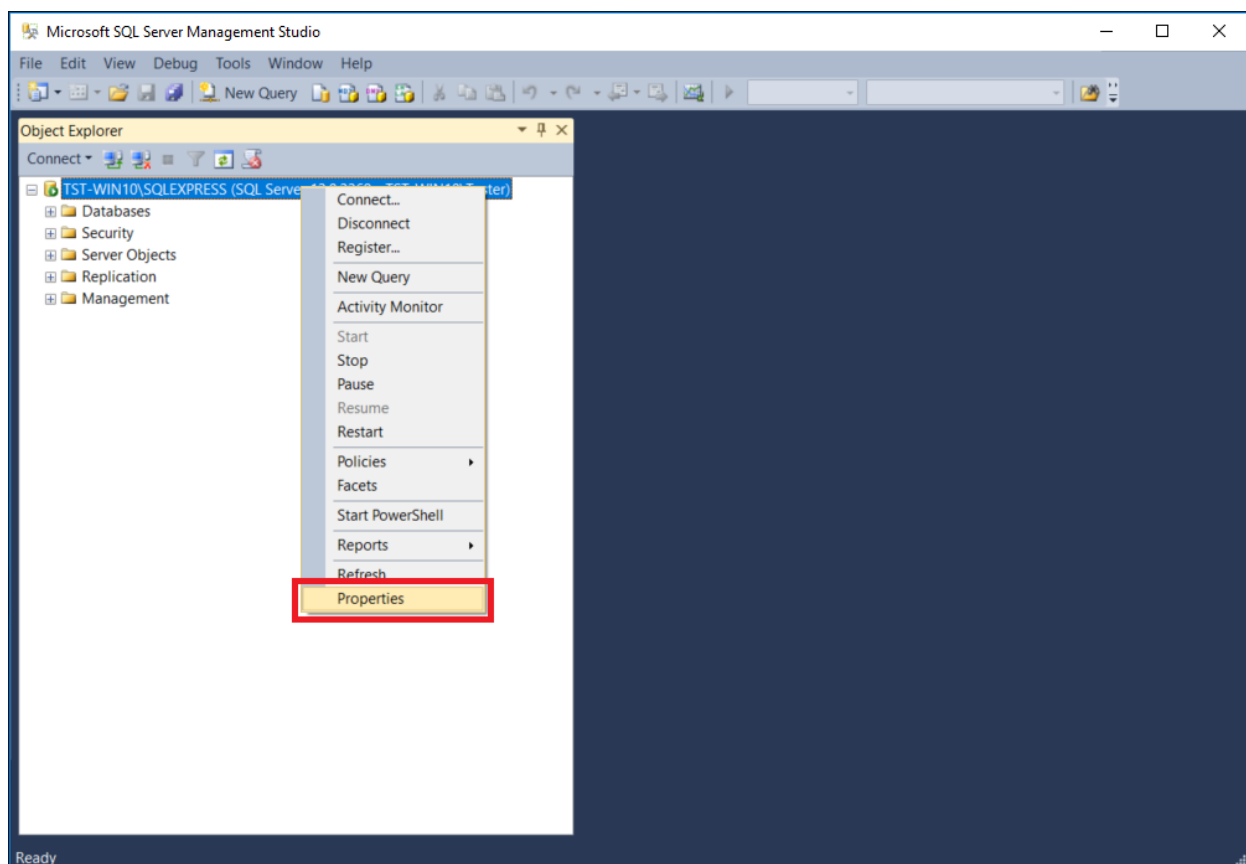 Microsoft SQL Server Management Studio
File Edit View Debug Tools Window Help
New Query
Object Explorer
Connect
TST-WIN10\SQLEXPRESS (SQL Serve ter)
Databases
Security
Server Objects
Replication
Management
Connect...
Disconnect
Register...
New Query
Activity Monitor
Start
Stop
Pause
Resume
Restart
Policies
Facets
Start PowerShell
Reports
Refresh
Properties
Ready